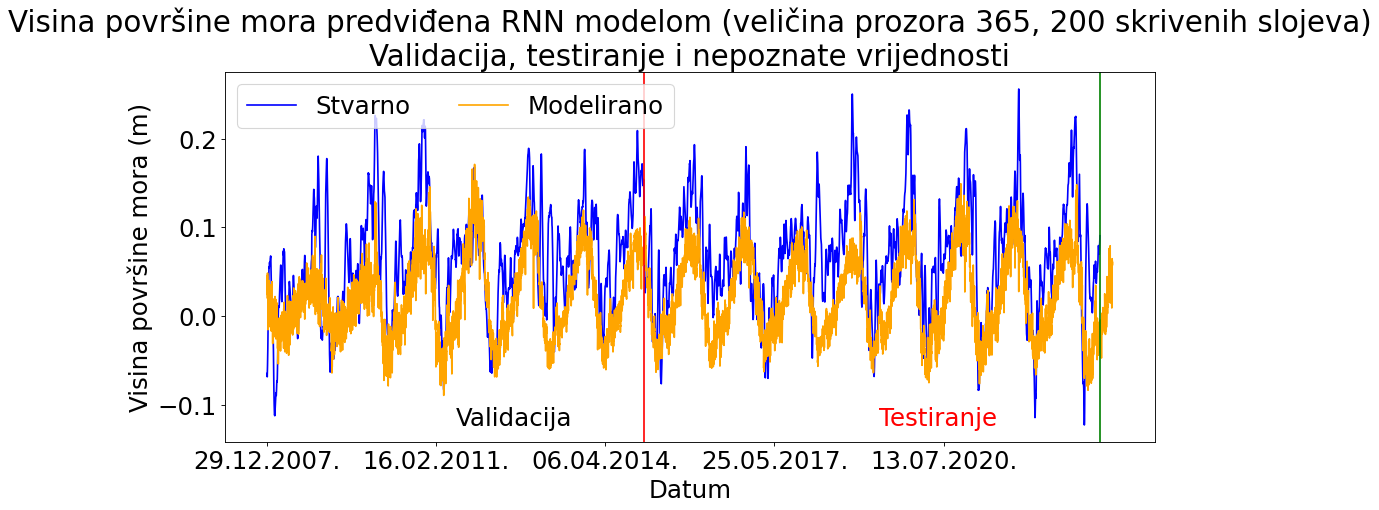 Visina površine mora predviđena RNN modelom (veličina prozora 365, 200 skrivenih slojeva)
Validacija, testiranje i nepoznate vrijednosti
Stvarno Modelirano
Visina površine mora (m)
0.2
0.1
0.0
−0.1
Validacija Testiranje
29.12.2007. 16.02.2011. 06.04.2014. 25.05.2017. 13.07.2020.
Datum